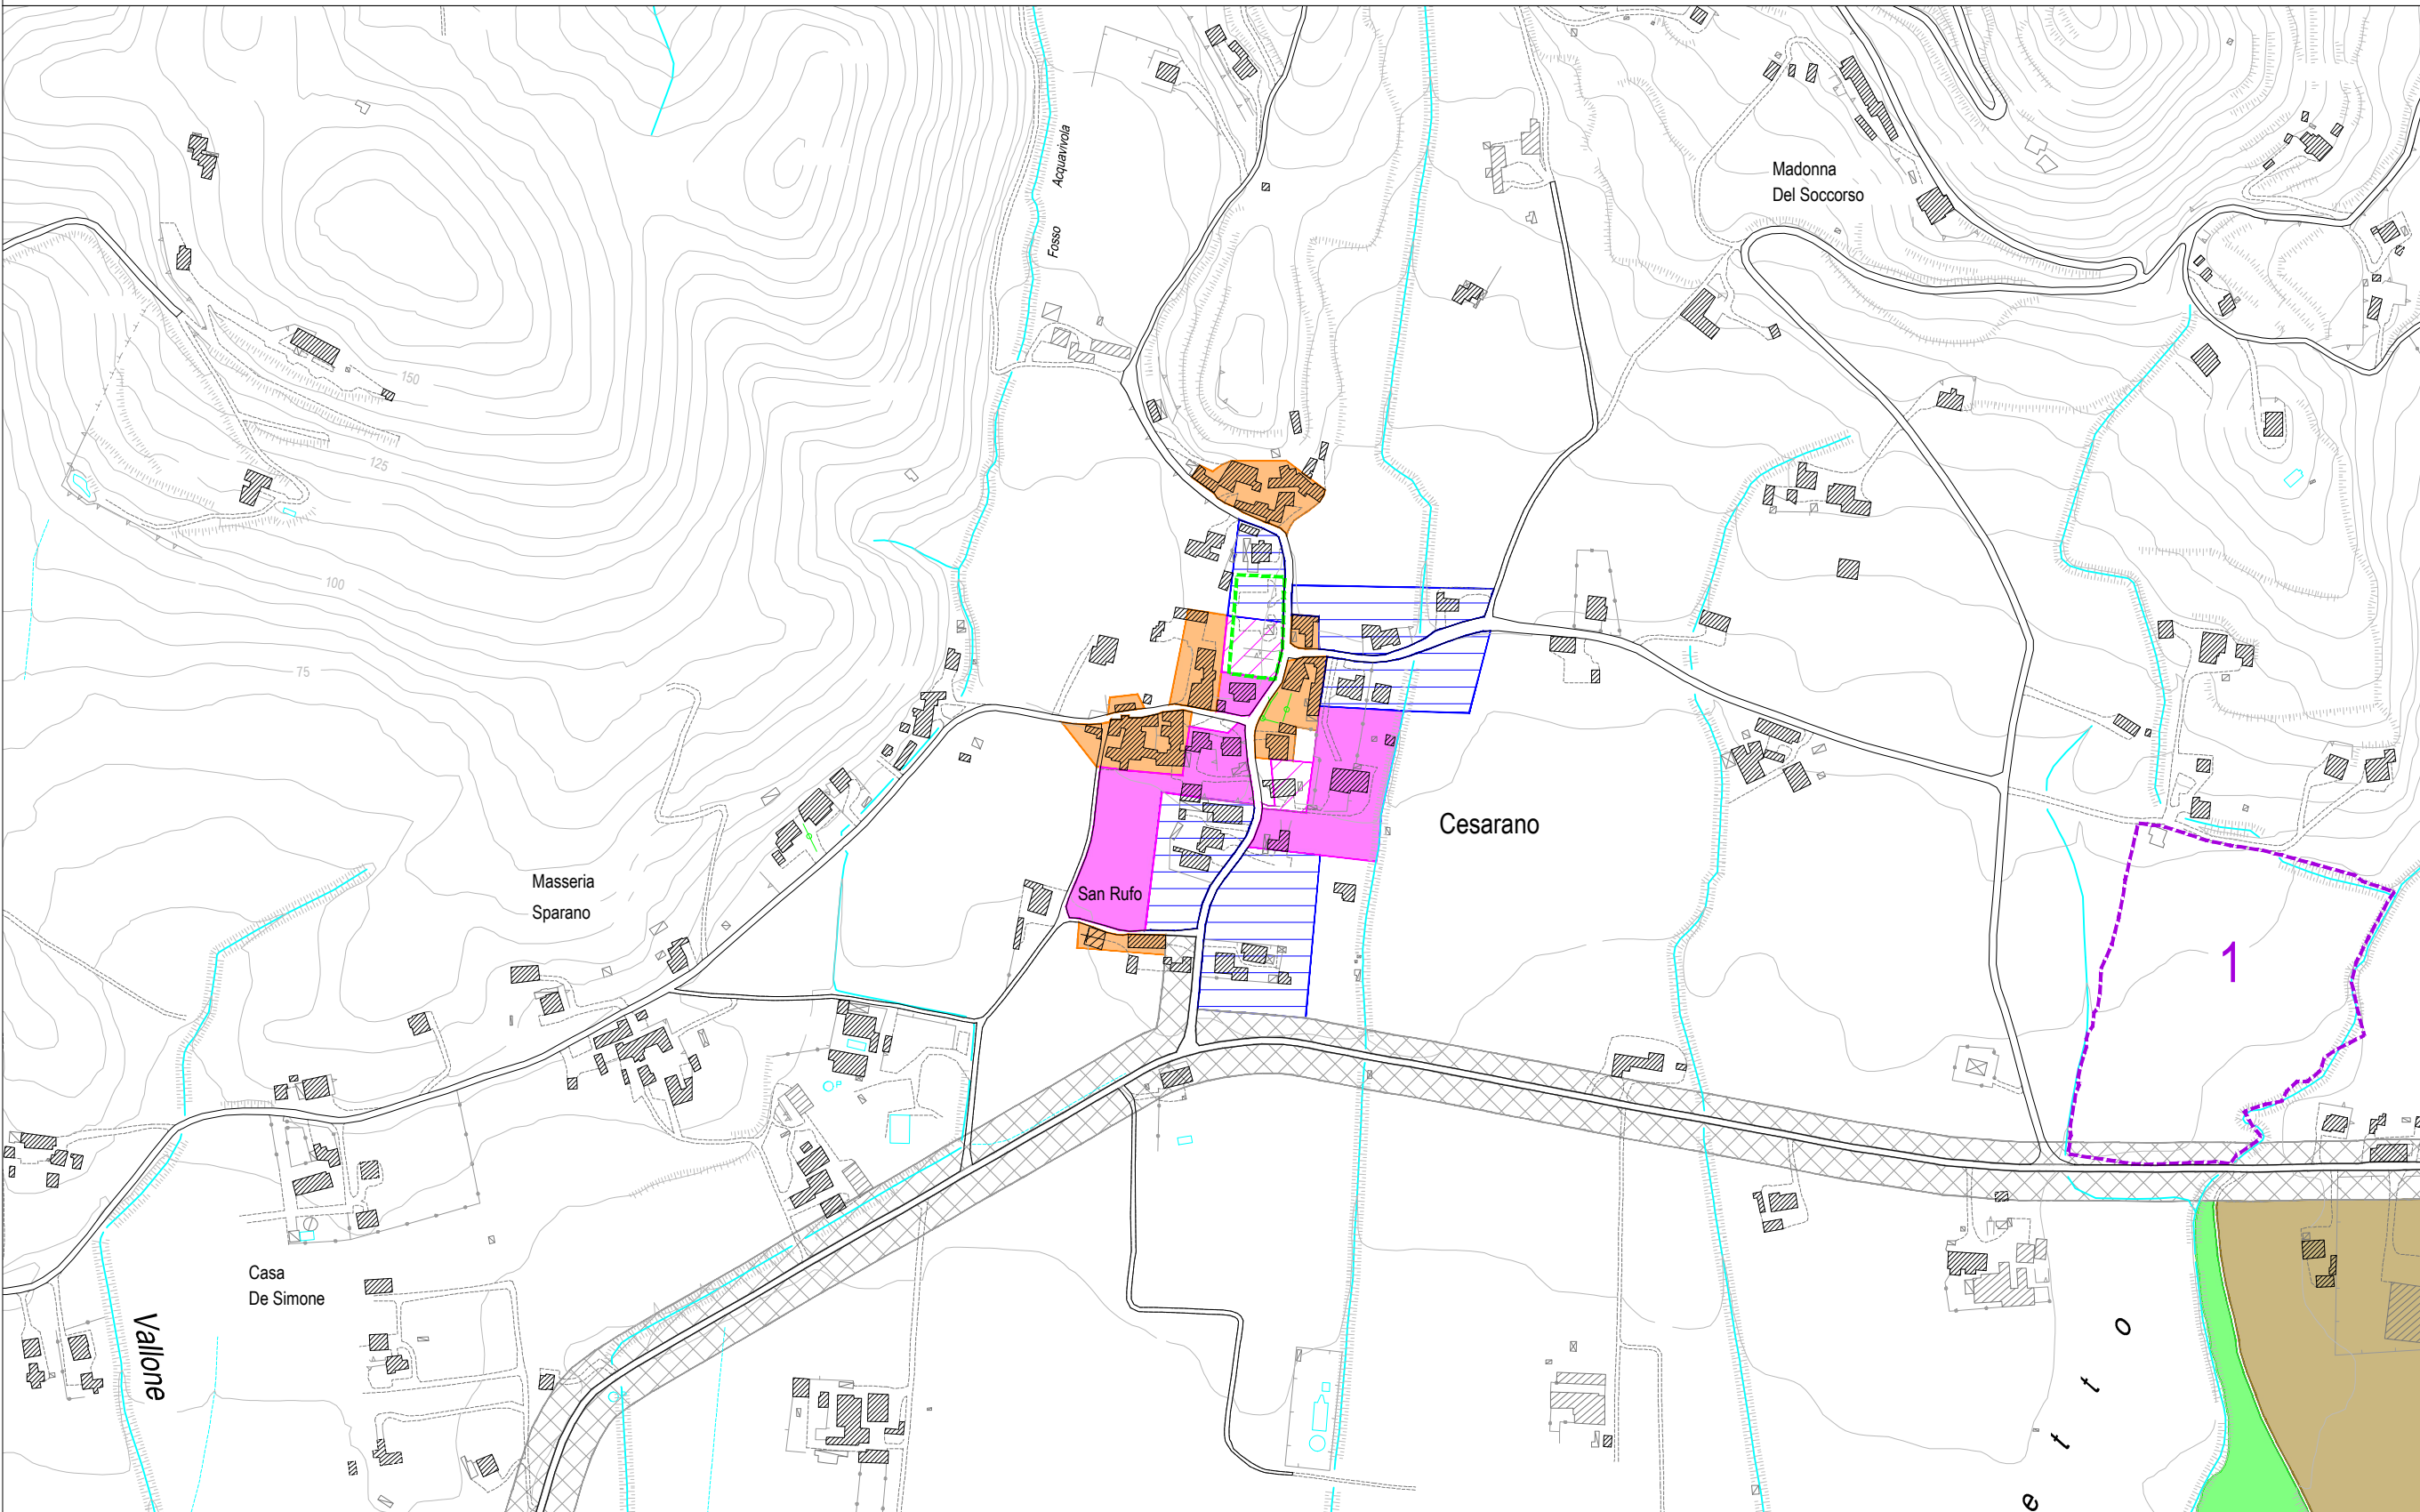 Fosso Acquavivola
Madonna
Del Soccorso
150
125
100
75
Cesarano
Masseria
Sparano
San Rufo
1
Casa
De Simone
Vallone
e t t o